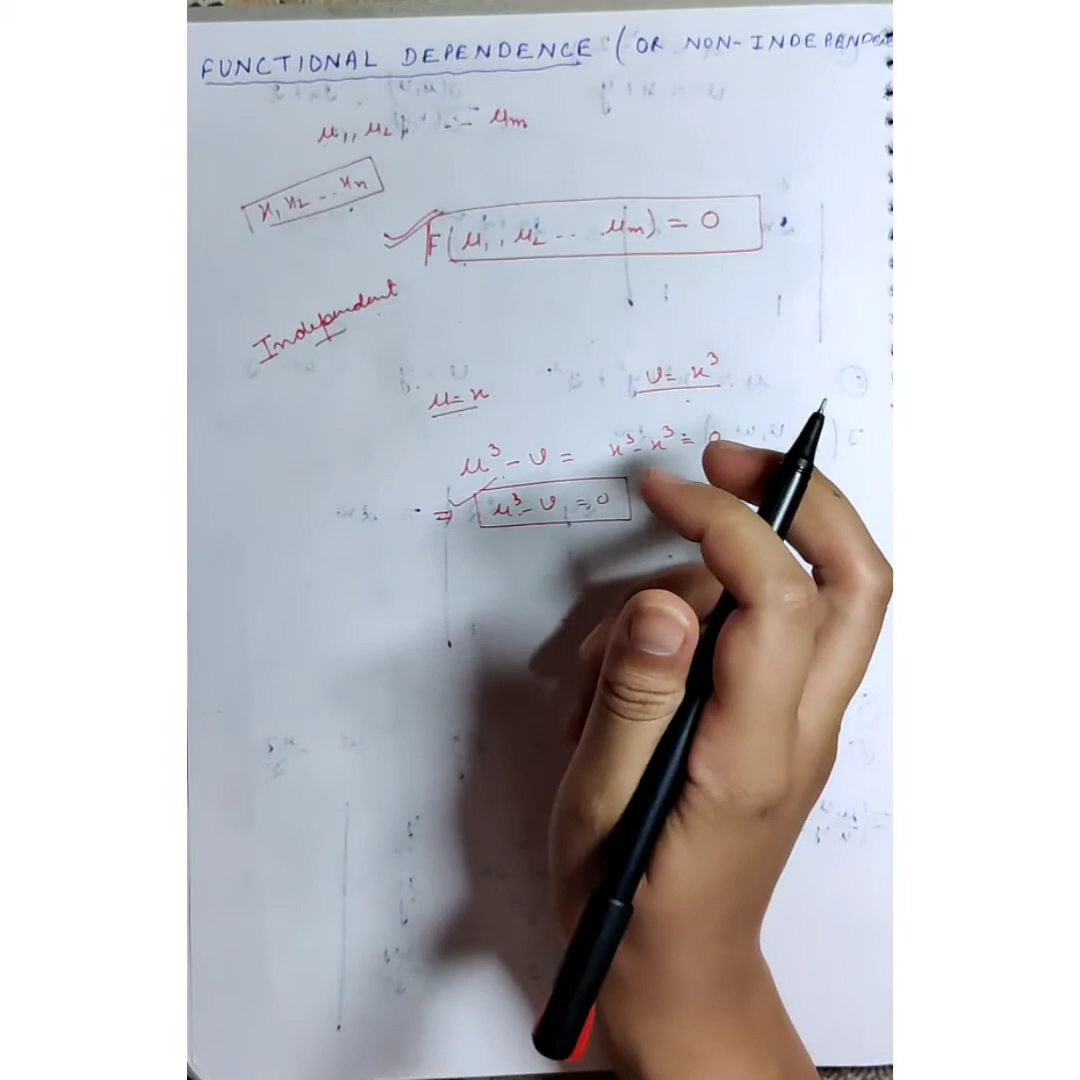 FUNCTIONAL DEPENDENCE (OR NON-INDEPENDE
u₁, u₂, - - uₘ
x₁ x₂ - .. xₙ
F(u₁, u₂ .. uₘ) = 0
Independent
u = x v = x³
u³ - v = x³ - x³ = 0
⇒ u³ - v = 0